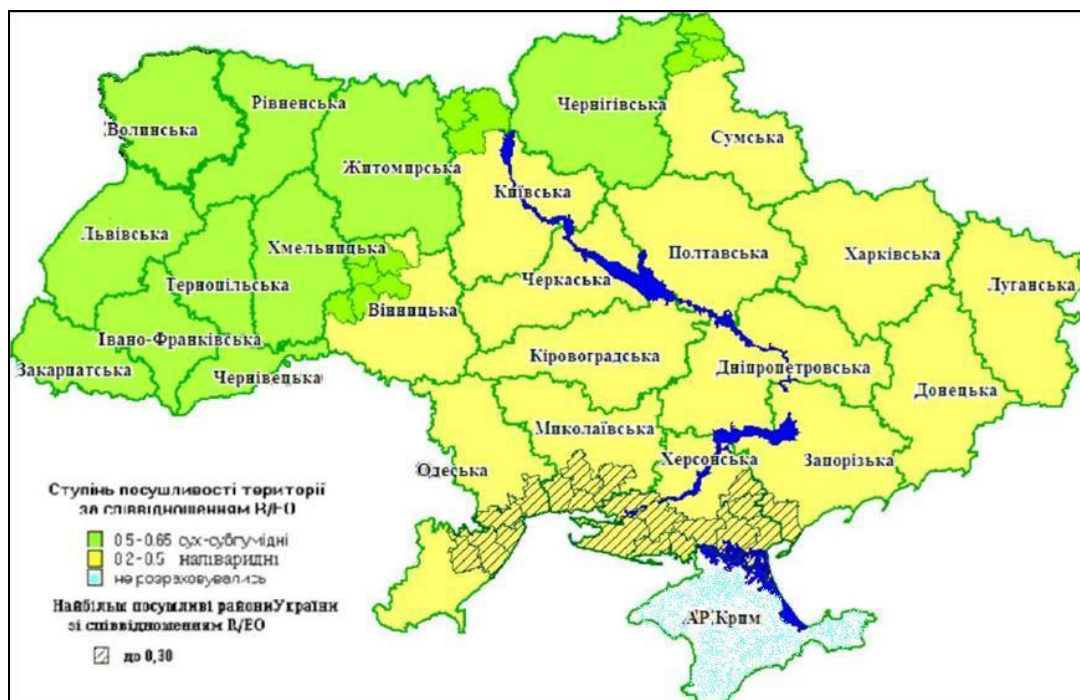 Чернігівська
Рівненська
Волинська
Сумська
Житомирська
Київська
Львівська
Хмельницька
Полтавська
Харківська
Тернопільська
Черкаська
Луганська
Вінницька
Івано-Франківська
Кіровоградська
Закарпатська
Чернівецька
Дніпропетровська
Донецька
Миколаївська
Херсонська
Запорізька
Одеська
АР Крим
Ступінь посушливості території
за співвідношенням R/ЕО
0.5-0.65 сух-субгумідні
0.2-0.5 напіваридні
не розраховувались
Найбільш посушливі райони України
зі співвідношенням R/ЕО
до 0,30